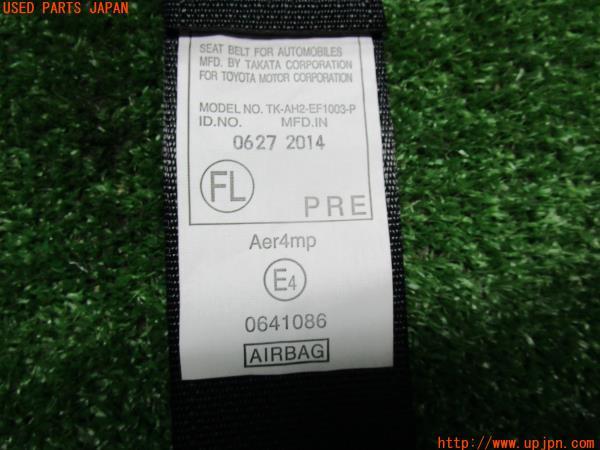 USED PARTS JAPAN
SEAT BELT FOR AUTOMOBILES
MFD. BY TAKATA CORPORATION
FOR TOYOTA MOTOR CORPORATION
MODEL NO. TK-AH2-EF1003-P
ID.NO. MFD.IN
0627 2014
FL
PRE
Aer4mp
E4
0641086
AIRBAG
http://www.upjpn.com/